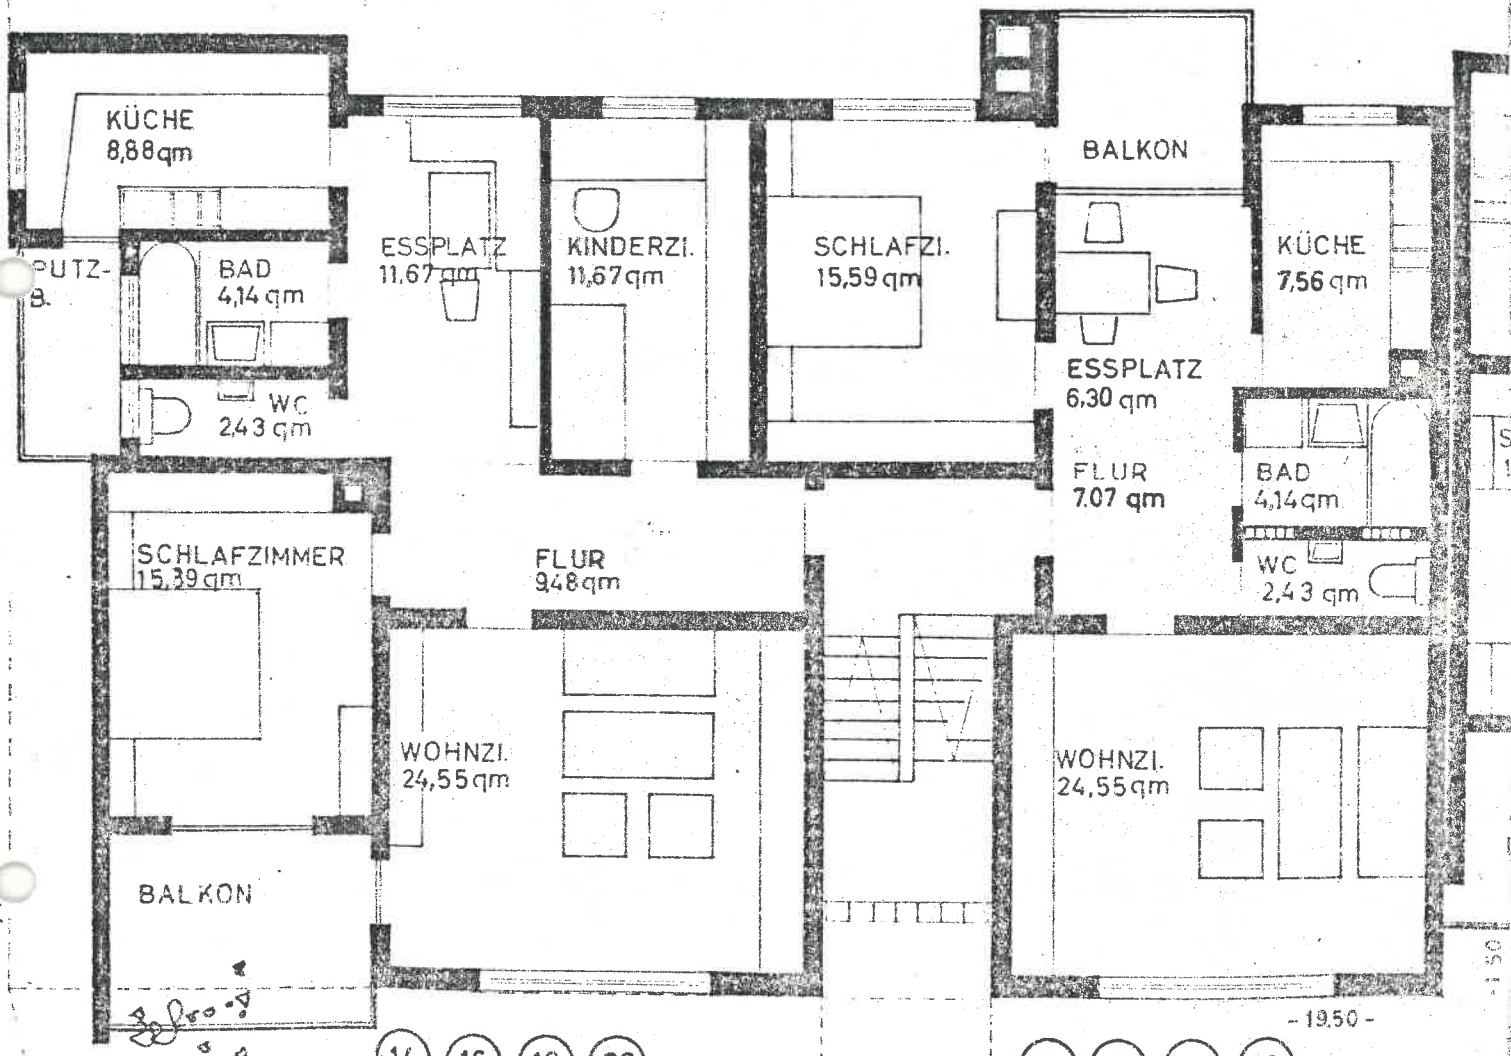 KÜCHE
8,88qm
BALKON
ESSPLATZ
11,67qm
KINDERZI.
11,67qm
SCHLAFZI.
15,59qm
KÜCHE
7,56qm
PUTZ-
B.
BAD
4,14qm
WC
2,43 qm
ESSPLATZ
6,30 qm
FLUR
7.07 qm
BAD
4,14qm
WC
2,43 qm
SCHLAFZIMMER
15,39qm
FLUR
9,48qm
WOHNZI.
24,55qm
WOHNZI.
24,55qm
BALKON
- 19.50 -